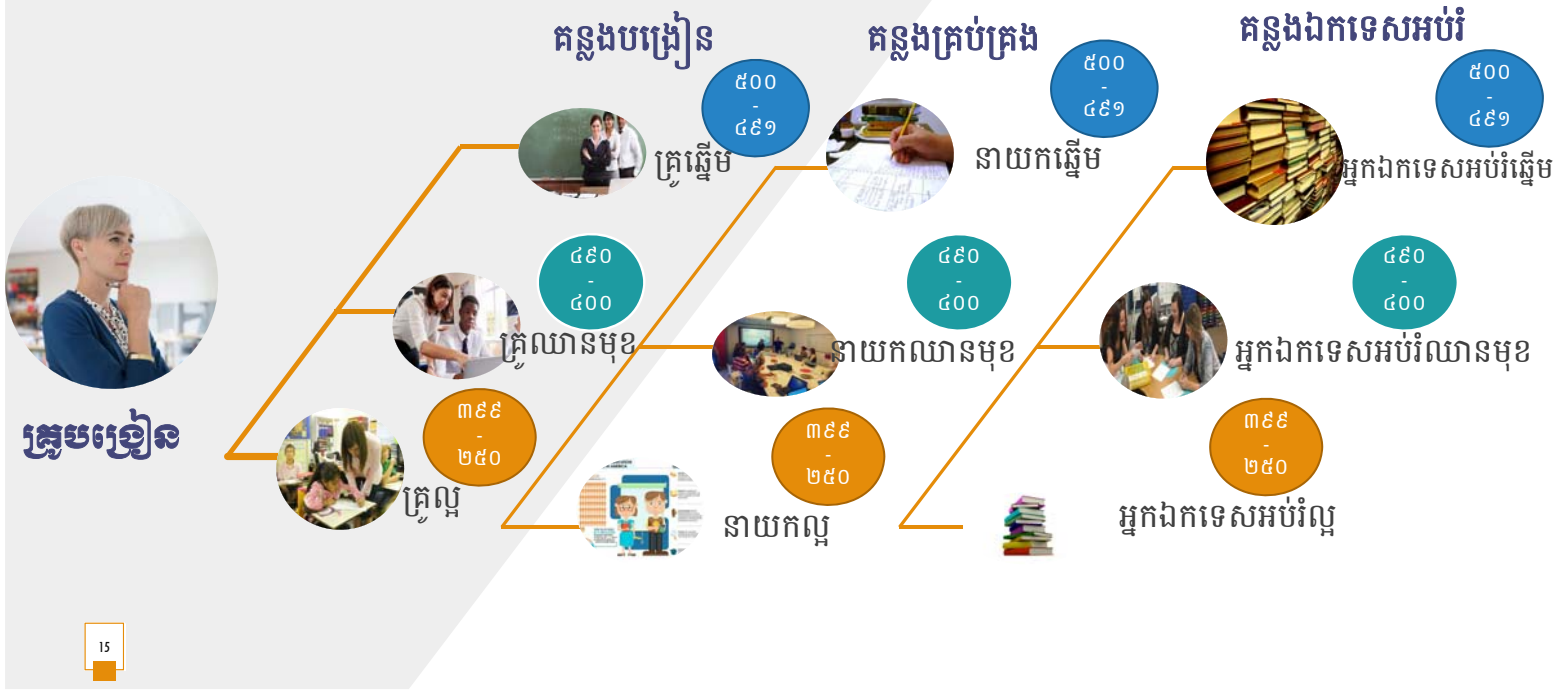 គន្លងបង្រៀន
គន្លងគ្រប់គ្រង
គន្លងឯកទេសអប់រំ
៥០០
-
៤៩១
គ្រូឆ្នើម
៥០០
-
៤៩១
នាយកឆ្នើម
៥០០
-
៤៩១
អ្នកឯកទេសអប់រំឆ្នើម
៤៩០
-
៤០០
គ្រូឈានមុខ
៤៩០
-
៤០០
នាយកឈានមុខ
៤៩០
-
៤០០
អ្នកឯកទេសអប់រំឈានមុខ
គ្រូបង្រៀន
៣៩៩
-
២៥០
គ្រូល្អ
៣៩៩
-
២៥០
នាយកល្អ
៣៩៩
-
២៥០
អ្នកឯកទេសអប់រំល្អ
15